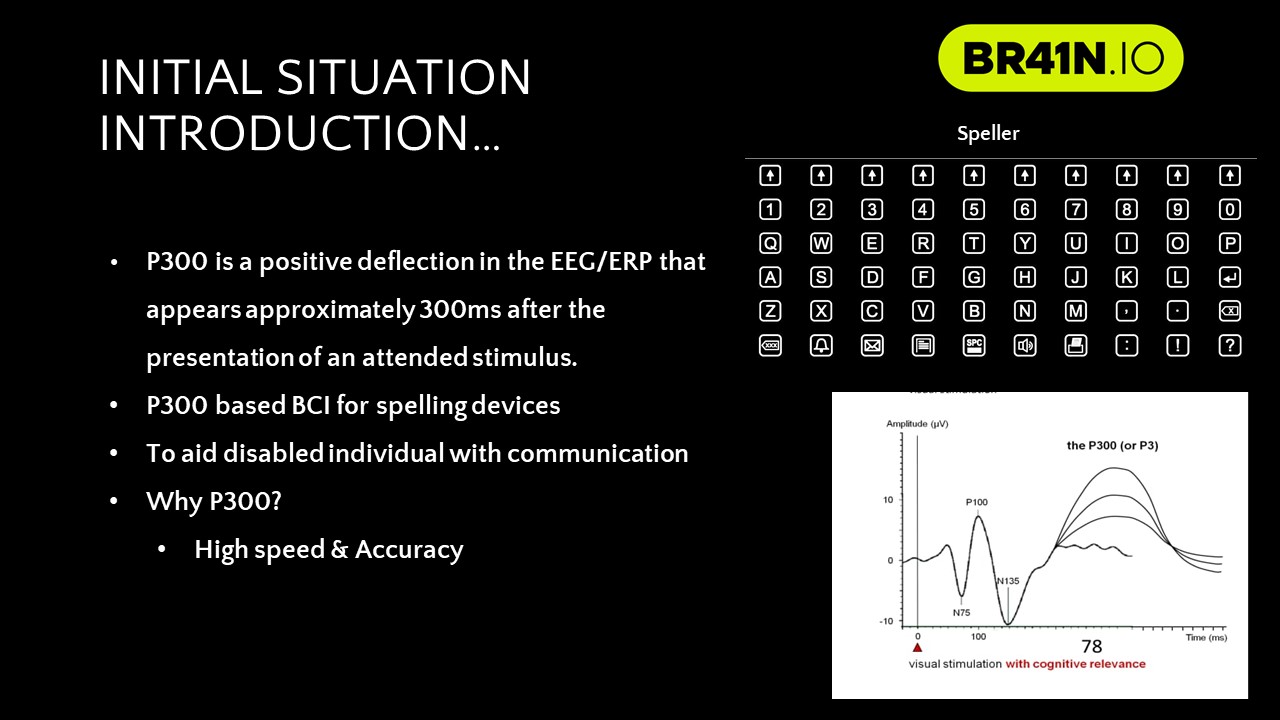 INITIAL SITUATION
INTRODUCTION...
BR41N.IO
• P300 is a positive deflection in the EEG/ERP that
appears approximately 300ms after the
presentation of an attended stimulus.
• P300 based BCI for spelling devices
• To aid disabled individual with communication
• Why P300?
• High speed & Accuracy
Speller
1 2 3 4 5 6 7 8 9 0
Q W E R T Y U I O P
A S D F G H J K L
Z X C V B N M , .
SPC : ! ?
Amplitude (µV)
the P300 (or P3)
10
P100
0
N135
N75
-10
0 100 Time (ms)
78
visual stimulation with cognitive relevance